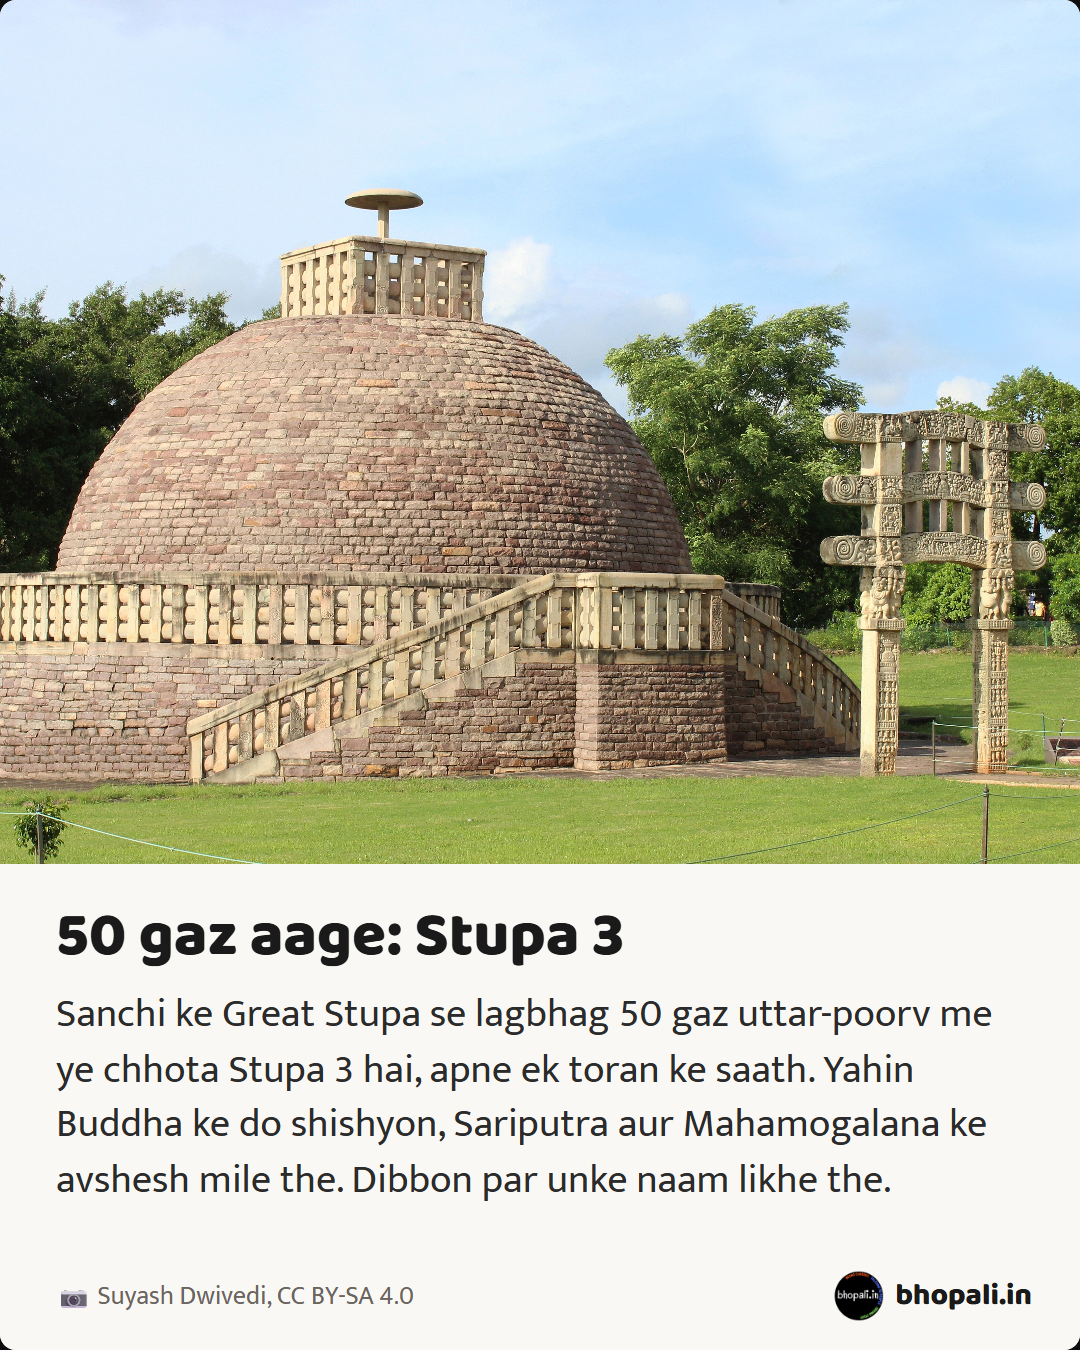 50 gaz aage: Stupa 3
Sanchi ke Great Stupa se lagbhag 50 gaz uttar-poorv me
ye chhota Stupa 3 hai, apne ek toran ke saath. Yahin
Buddha ke do shishyon, Sariputra aur Mahamogalana ke
avshesh mile the. Dibbon par unke naam likhe the.
Suyash Dwivedi, CC BY-SA 4.0
bhopali.in
bhopali.in